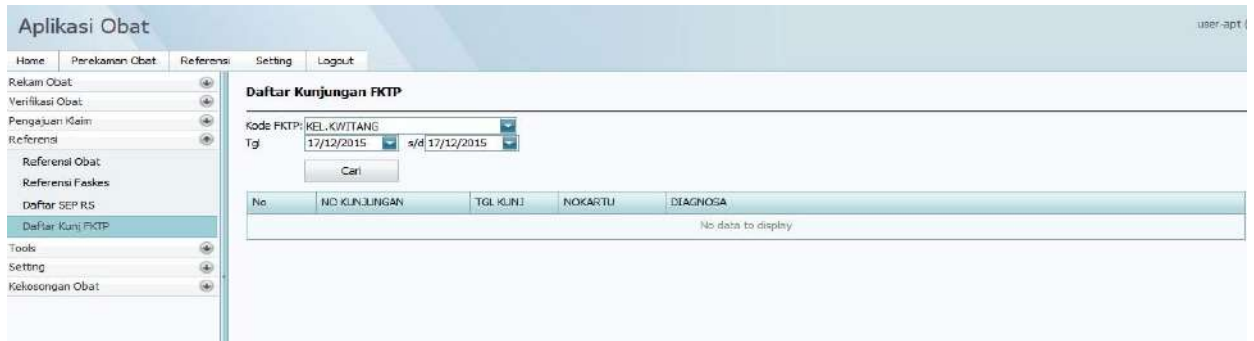 Aplikasi Obat
user-apt (
Home Perekaman Obat Referensi Setting Logout
Rekam Obat
Verifikasi Obat
Pengajuan Klaim
Referensi
Referensi Obat
Referensi Faskes
Daftar SEP RS
Daftar Kunj FKTP
Tools
Setting
Kekosongan Obat
Daftar Kunjungan FKTP
Kode FKTP: KEL.KWITANG
Tgl 17/12/2015 s/d 17/12/2015
Cari
No NO KUNJUNGAN TGL KUNJ NOKARTU DIAGNOSA
No data to display